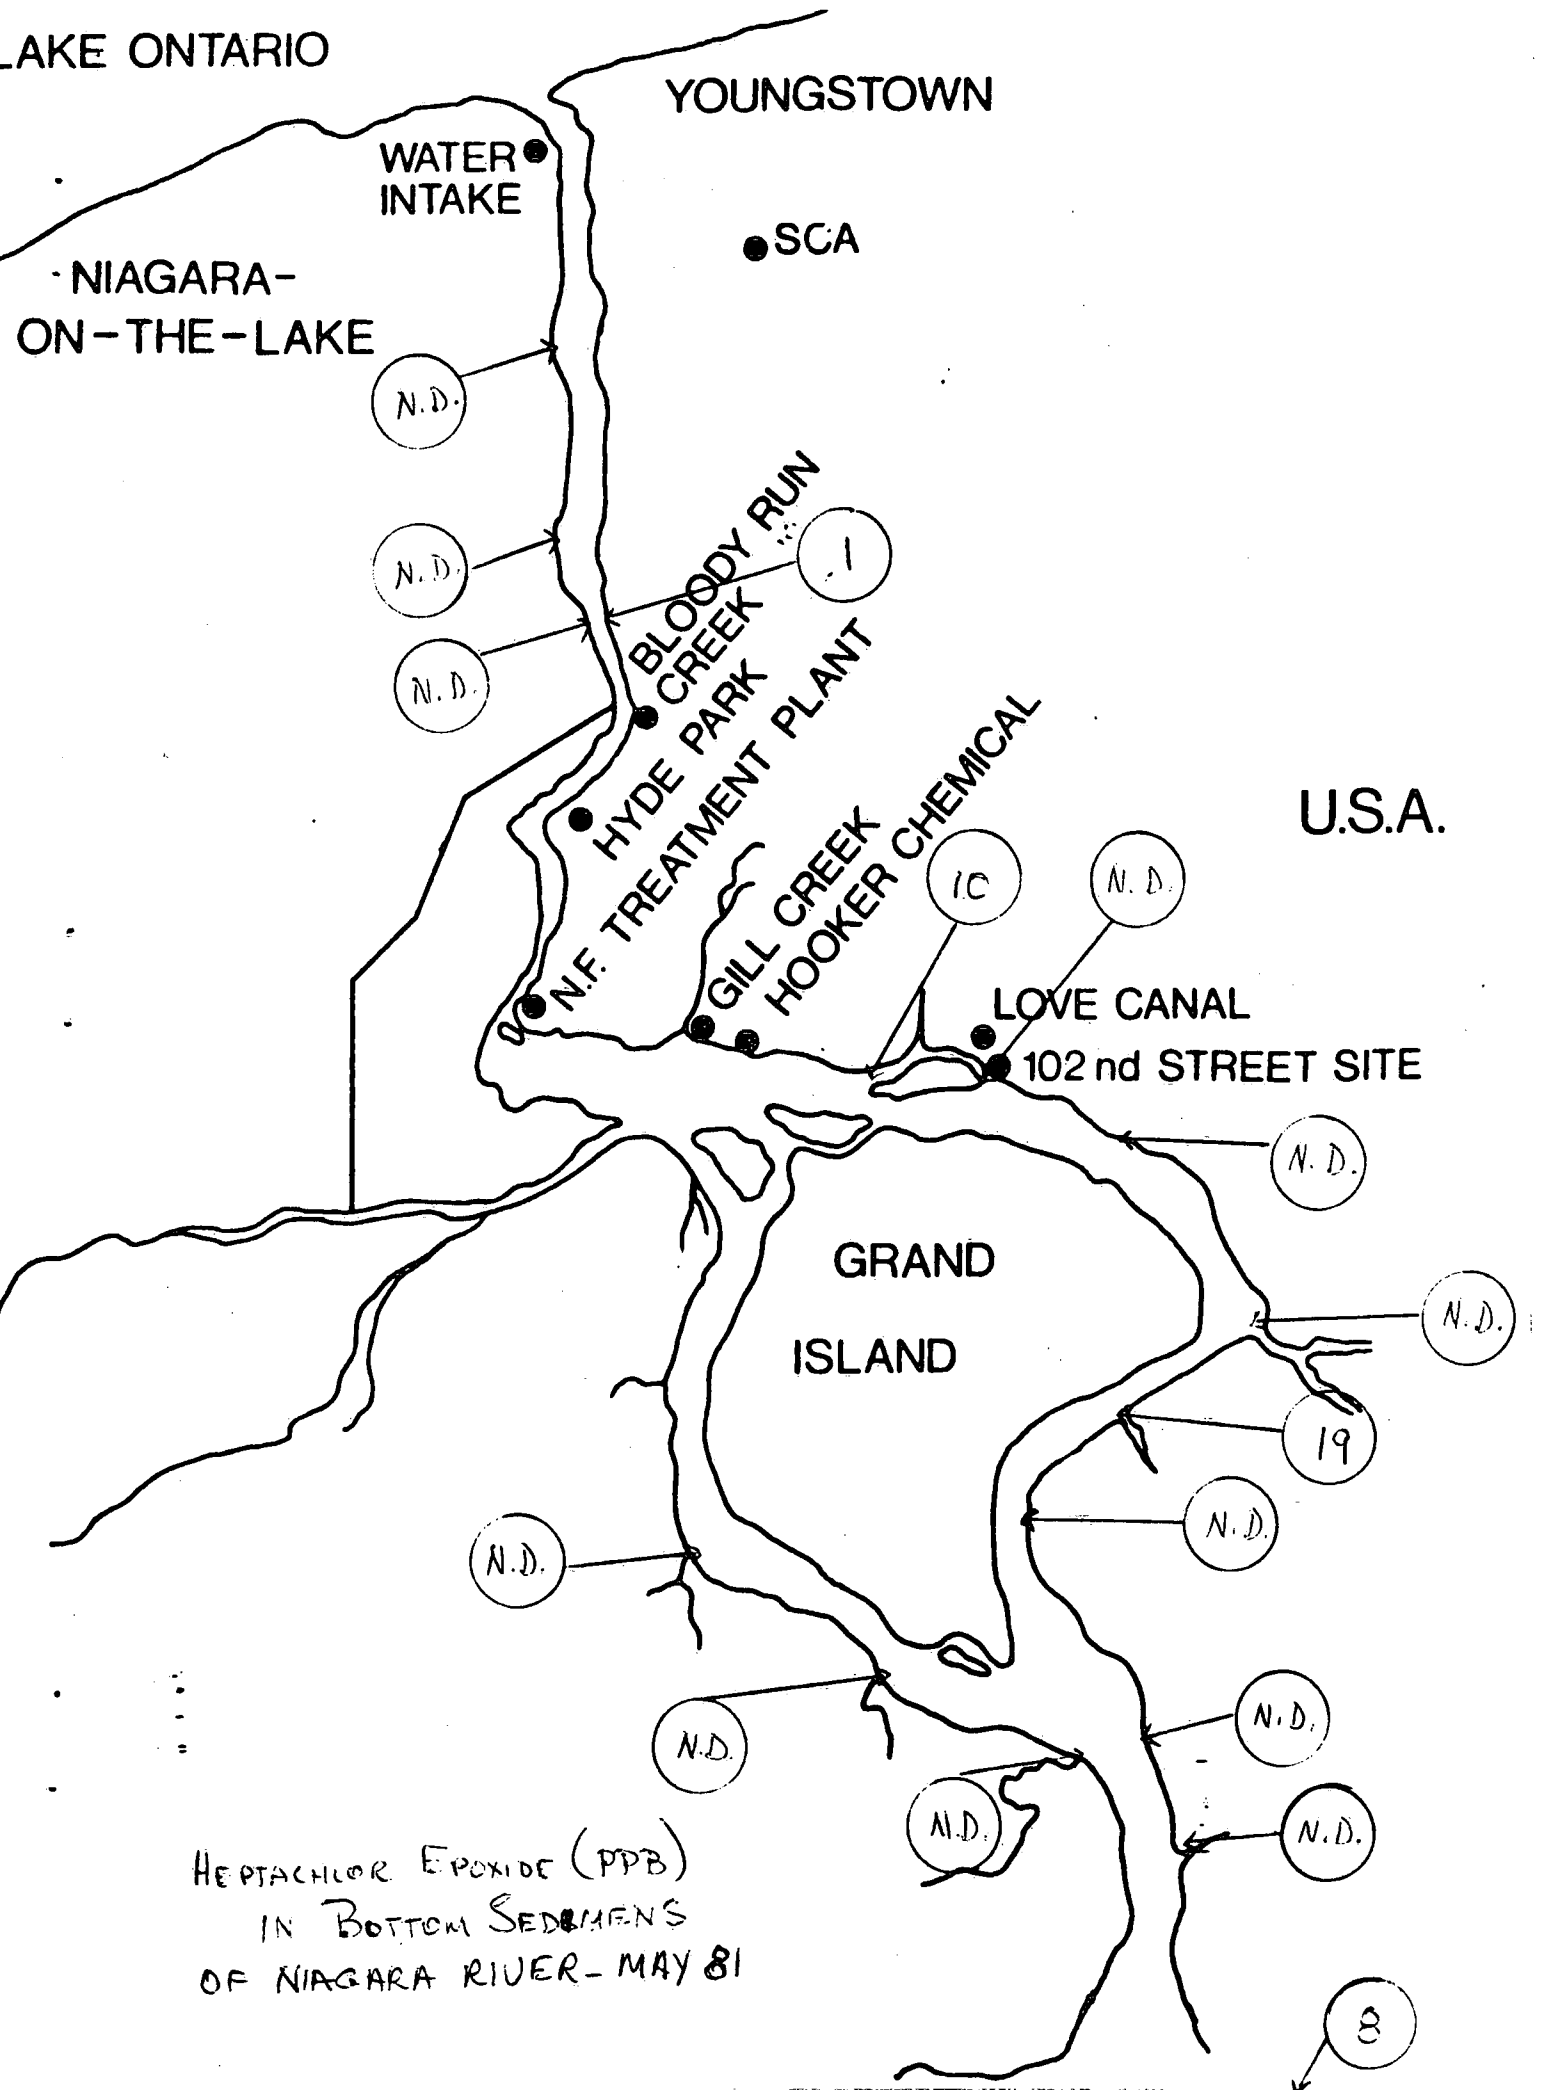 LAKE ONTARIO
YOUNGSTOWN
WATER
INTAKE
SCA
NIAGARA-
ON-THE-LAKE
N.D.
BLOODY RUN
CREEK
.1
N.D.
N.D.
HYDE PARK
N.F. TREATMENT PLANT
GILL CREEK
HOOKER CHEMICAL
U.S.A.
N.D.
LOVE CANAL
102nd STREET SITE
N.D.
GRAND
ISLAND
N.D.
19
N.D.
N.D.
N.D.
N.D.
N.D.
N.D.
HEPTACHLOR EPOXIDE (PPB)
IN BOTTOM SEDIMENS
OF NIAGARA RIVER - MAY 81
8